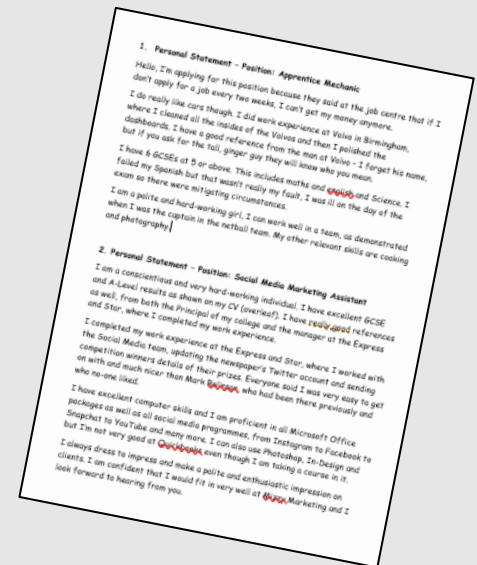 1. Personal Statement – Position: Apprentice Mechanic
Hello, I'm applying for this position because they said at the job centre that if I
don't apply for a job every two weeks, I can't get my money anymore.
I do really like cars though. I did work experience at Volvo in Birmingham,
where I cleaned all the insides of the Volvos and then I polished the
dashboards. I have a good reference from the man at Volvo – I forget his name,
but if you ask for the tall, ginger guy they will know who you mean.
I have 6 GCSEs at 5 or above. This includes maths and english and Science. I
failed my Spanish but that wasn't really my fault, I was ill on the day of the
exam so there were mitigating circumstances.
I am a polite and hard-working girl, I can work well in a team, as demonstrated
when I was the captain in the netball team. My other relevant skills are cooking
and photography.
2. Personal Statement – Position: Social Media Marketing Assistant
I am a conscientious and very hard-working individual. I have excellent GCSE
and A-Level results as shown on my CV (overleaf). I have really good references
as well, from both the Principal of my college and the manager at the Express
and Star, where I completed my work experience.
I completed my work experience at the Express and Star, where I worked with
the Social Media team, updating the newspaper's Twitter account and sending
competition winners details of their prizes. Everyone said I was very easy to get
on with and much nicer than Mark who had been there previously and
who no-one liked.
I have excellent computer skills and I am proficient in all Microsoft Office
packages as well as all social media programmes, from Instagram to Facebook to
Snapchat to YouTube and many more. I can also use Photoshop, In-Design and
but I'm not very good at Quickbooks even though I am taking a course in it.
I always dress to impress and make a polite and enthusiastic impression on
clients. I am confident that I would fit in very well at Marketing and I
look forward to hearing from you.